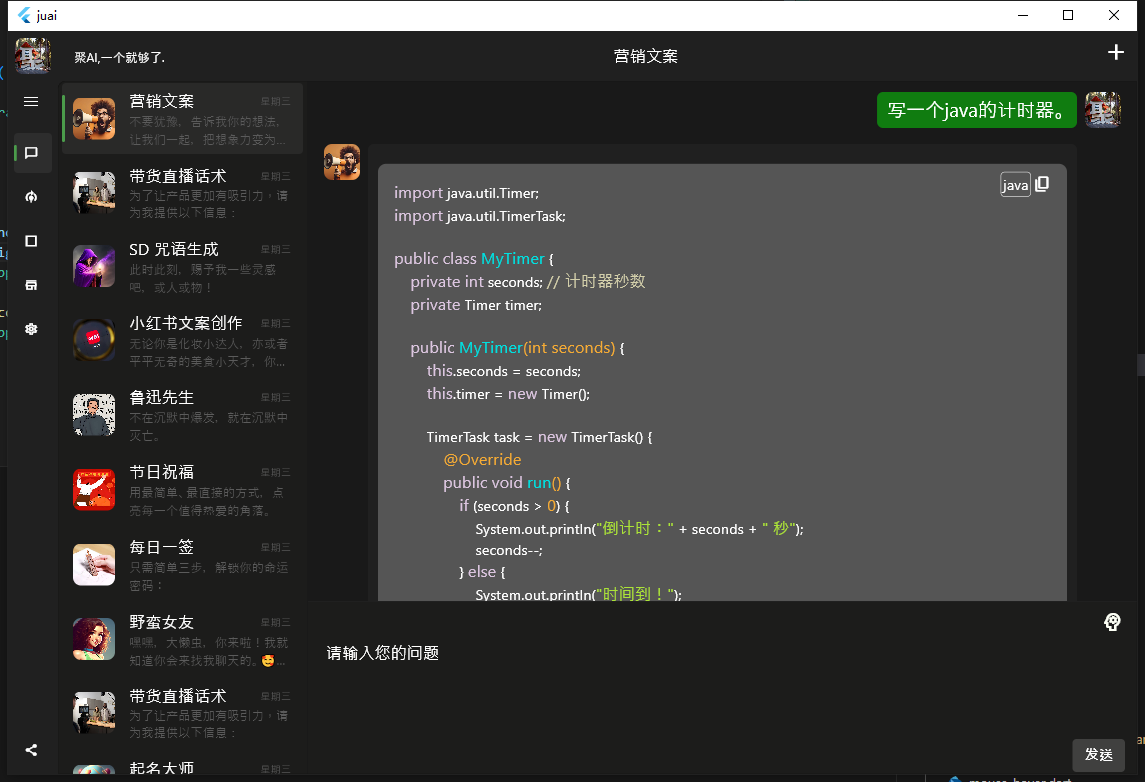 juai
聚AI,一个就够了.
营销文案
营销文案 星期三
不要犹豫，告诉我你的想法，
让我们一起，把想象力变为...
带货直播话术 星期三
为了让产品更加有吸引力，请
为我提供以下信息：
SD 咒语生成 星期三
此时此刻，赐予我一些灵感
吧，或人或物！
小红书文案创作 星期三
无论你是化妆小达人，亦或者
平平无奇的美食小天才，你...
鲁迅先生 星期三
不在沉默中爆发，就在沉默中
灭亡。
节日祝福 星期三
用最简单、最直接的方式，点
亮每一个值得热爱的角落。
每日一签 星期三
只需简单三步，解锁你的命运
密码：
野蛮女友 星期三
嘿嘿，大懒虫，你来啦！我就
知道你会来找我聊天的。🥰...
带货直播话术 星期三
为了让产品更加有吸引力，请
为我提供以下信息：
起名大师 星期三
写一个java的计时器。
聚
java
import java.util.Timer;
import java.util.TimerTask;
public class MyTimer {
private int seconds; // 计时器秒数
private Timer timer;
public MyTimer(int seconds) {
this.seconds = seconds;
this.timer = new Timer();
TimerTask task = new TimerTask() {
@Override
public void run() {
if (seconds > 0) {
System.out.println("倒计时：" + seconds + " 秒");
seconds--;
} else {
System.out.println("时间到！");
请输入您的问题
发送